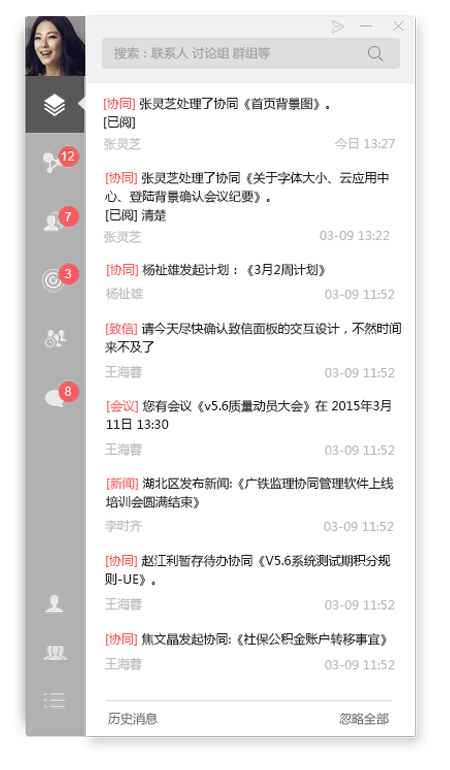 搜索：联系人 讨论组 群组等
[协同] 张灵芝处理了协同《首页背景图》。
[已阅]
张灵芝 今日 13:27
12
[协同] 张灵芝处理了协同《关于字体大小、云应用中
心、登陆背景确认会议纪要》。
[已阅] 清楚
7
张灵芝 03-09 13:22
3
[协同] 杨祉雄发起计划：《3月2周计划》
杨祉雄 03-09 11:52
[致信] 请今天尽快确认致信面板的交互设计，不然时间
来不及了
王海蓉 03-09 11:52
8
[会议] 您有会议《v5.6质量动员大会》在 2015年3月
11日 13:30
王海蓉 03-09 11:52
[新闻] 湖北区发布新闻:《广铁监理协同管理软件上线
培训会圆满结束》
李时齐 03-09 11:52
[协同] 赵江利暂存待办协同《V5.6系统测试期积分规
则-UE》。
王海蓉 03-09 11:52
[协同] 焦文晶发起协同:《社保公积金账户转移事宜》
王海蓉 03-09 11:52
历史消息 忽略全部